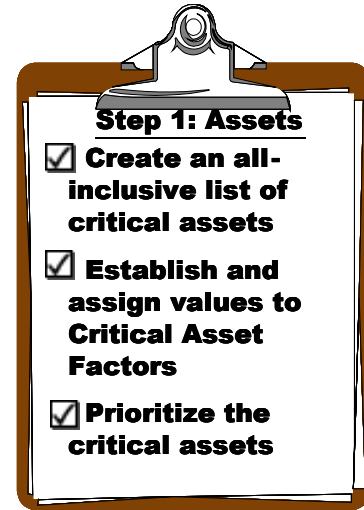 Step 1: Assets
Create an all-
inclusive list of
critical assets
Establish and
assign values to
Critical Asset
Factors
Prioritize the
critical assets